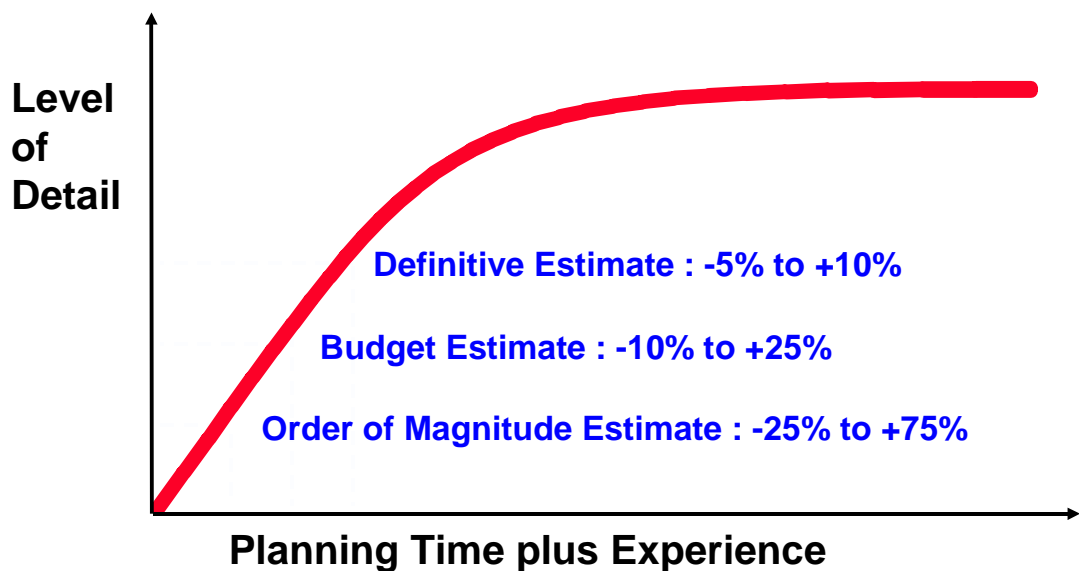 Level
of
Detail
Definitive Estimate : -5% to +10%
Budget Estimate : -10% to +25%
Order of Magnitude Estimate : -25% to +75%
Planning Time plus Experience